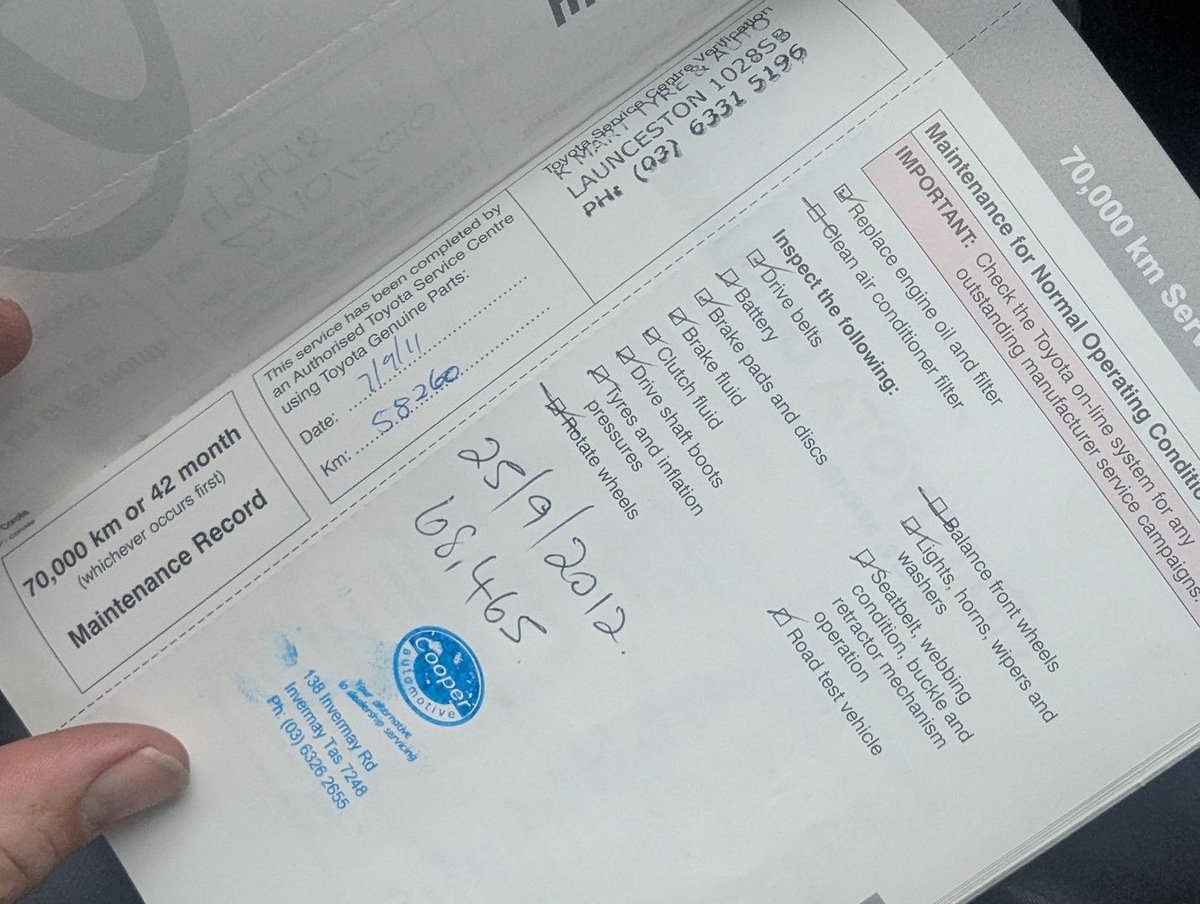 70,000 km Serv
Maintenance for Normal Operating Conditio
IMPORTANT: Check the Toyota on-line system for any
outstanding manufacturer service campaigns.
Replace engine oil and filter
Clean air conditioner filter
Inspect the following:
Drive belts
Battery
Brake pads and discs
Brake fluid
Clutch fluid
Drive shaft boots
Tyres and inflation
pressures
Rotate wheels
Balance front wheels
Lights, horns, wipers and
washers
Seatbelt, webbing
condition, buckle and
retractor mechanism
operation
Road test vehicle
25/9/2012.
68,465.
Cooper
automotive
Your alternative
to dealership servicing
138 Invermay Rd
Invermay Tas 7248
Ph. (03) 6326 2655
70,000 km or 42 month
(whichever occurs first)
Maintenance Record
This service has been completed by
an Authorised Toyota Service Centre
using Toyota Genuine Parts:
Date: 7/9/11
Km: 58260
Toyota Service Centre Verification
K MART TYRE & AUTO
LAUNCESTON 1028SB
PH: (03) 6331 5196